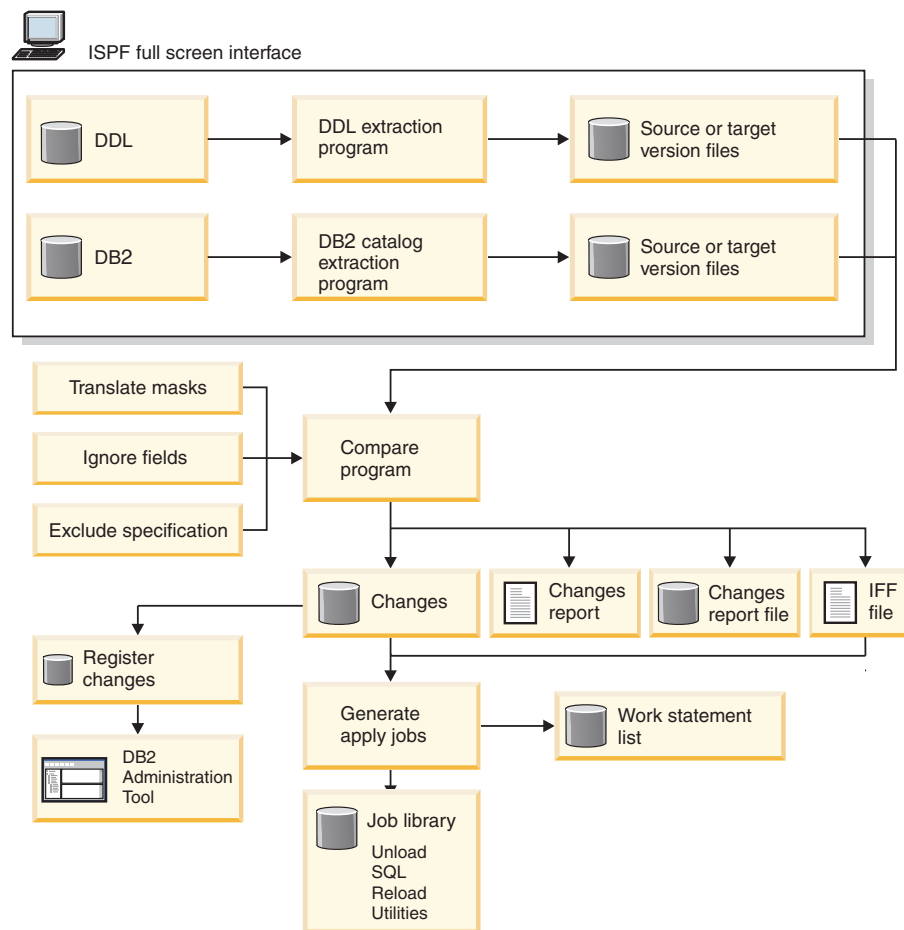 ISPF full screen interface
DDL
DDL extraction
program
Source or target
version files
DB2
DB2 catalog
extraction
program
Source or target
version files
Translate masks
Ignore fields
Exclude specification
Compare
program
Changes
Changes
report
Changes
report file
IFF
file
Register
changes
Generate
apply jobs
Work statement
list
DB2
Administration
Tool
Job library
Unload
SQL
Reload
Utilities